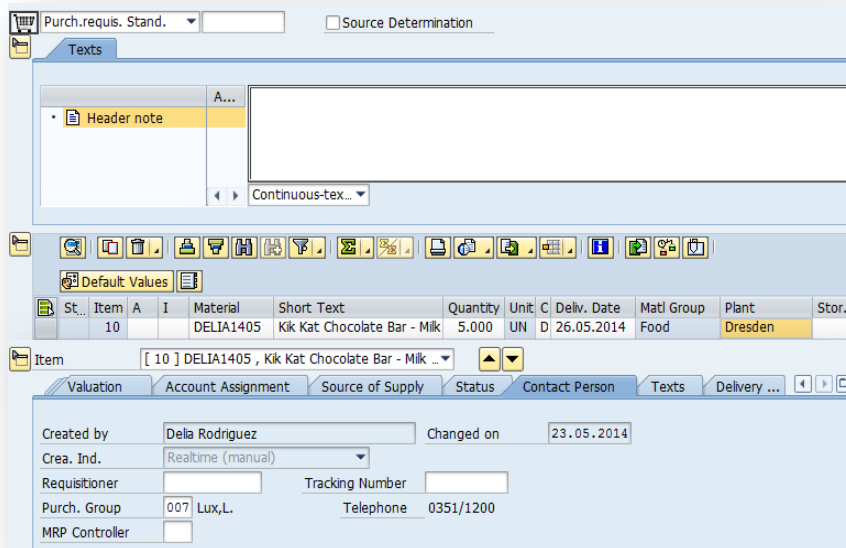 Purch.requis. Stand. Source Determination
Texts
A...
Header note
Continuous-tex...
Default Values
St... Item A I Material Short Text Quantity Unit C Deliv. Date Matl Group Plant Stor.
10 DELIA1405 Kik Kat Chocolate Bar - Milk 5.000 UN D 26.05.2014 Food Dresden
Item [ 10 ] DELIA1405 , Kik Kat Chocolate Bar - Milk ...
Valuation Account Assignment Source of Supply Status Contact Person Texts Delivery ...
Created by Delia Rodriguez Changed on 23.05.2014
Crea. Ind. Realtime (manual)
Requisitioner Tracking Number
Purch. Group 007 Lux,L. Telephone 0351/1200
MRP Controller